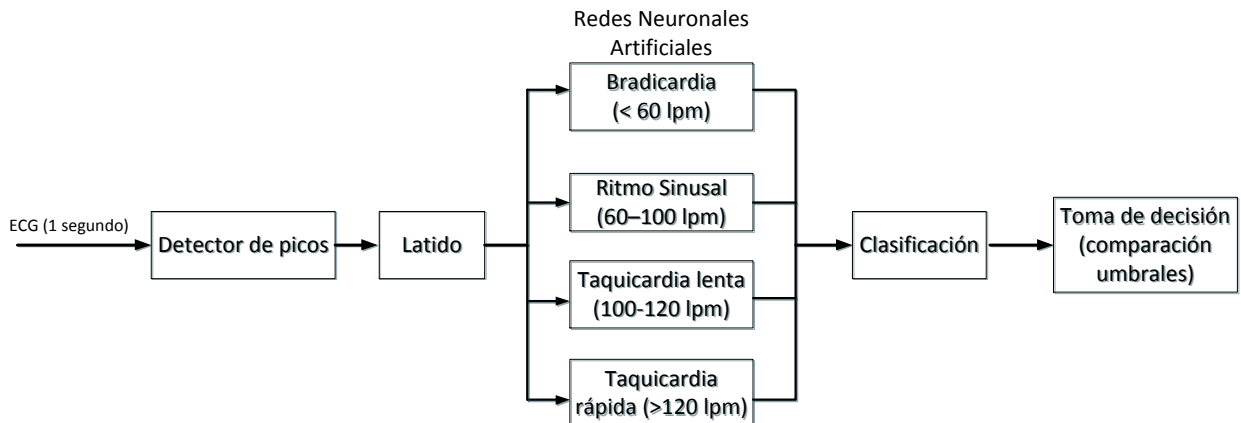 Redes Neuronales
Artificiales
Bradicardia
(< 60 lpm)
Ritmo Sinusal
(60–100 lpm)
ECG (1 segundo)
Detector de picos
Latido
Taquicardia lenta
(100-120 lpm)
Taquicardia
rápida (>120 lpm)
Clasificación
Toma de decisión
(comparación
umbrales)